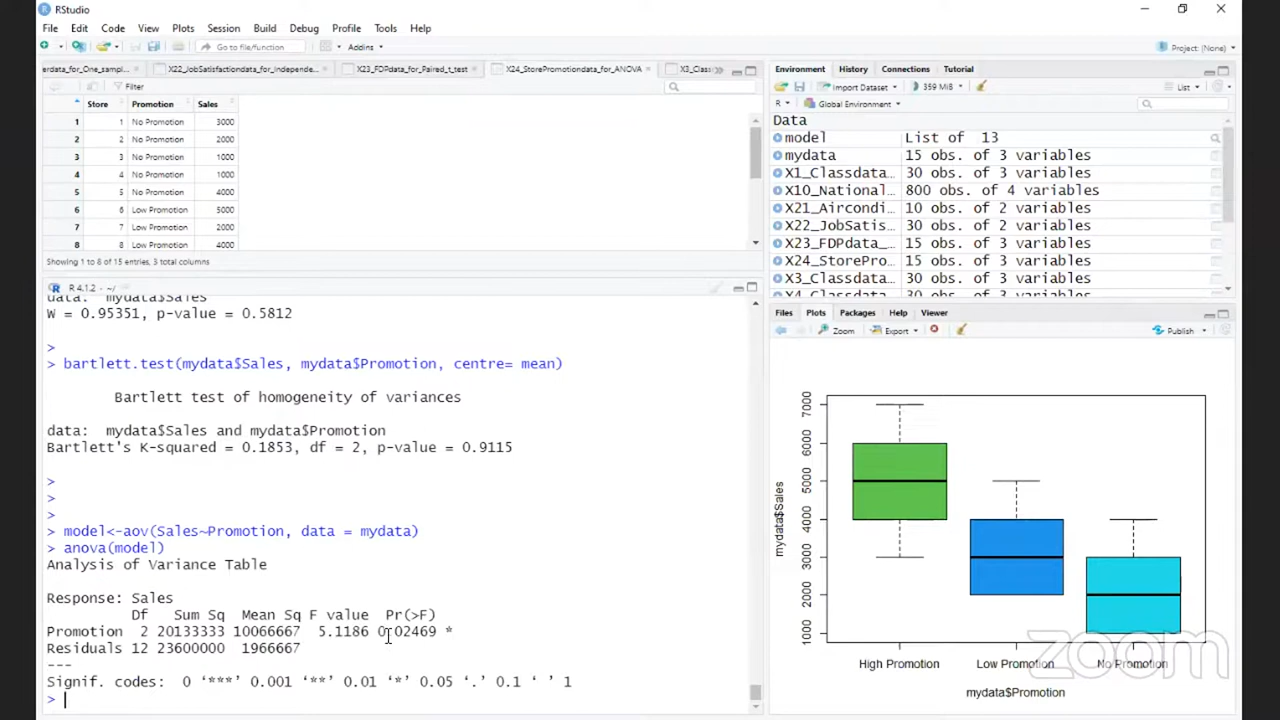 RStudio
File Edit Code View Plots Session Build Debug Profile Tools Help
Go to file/function Addins Project: (None)
erdata_for_One_sampl... X22_JobSatisfactiondata_for_Independe... X23_FDPdata_for_Paired_t_test X24_StorePromotiondata_for_ANOVA X3_Class
Filter
Store Promotion Sales
1 1 No Promotion 3000
2 2 No Promotion 2000
3 3 No Promotion 1000
4 4 No Promotion 1000
5 5 No Promotion 4000
6 6 Low Promotion 5000
7 7 Low Promotion 2000
8 8 Low Promotion 4000
Showing 1 to 8 of 15 entries, 3 total columns
R 4.1.2 · ~/
data: mydata$Sales
W = 0.95351, p-value = 0.5812
>
> bartlett.test(mydata$Sales, mydata$Promotion, centre= mean)
Bartlett test of homogeneity of variances
data: mydata$Sales and mydata$Promotion
Bartlett's K-squared = 0.1853, df = 2, p-value = 0.9115
>
>
>
> model<-aov(Sales~Promotion, data = mydata)
> anova(model)
Analysis of Variance Table
Response: Sales
Df Sum Sq Mean Sq F value Pr(>F)
Promotion 2 20133333 10066667 5.1186 0.02469 *
Residuals 12 23600000 1966667
---
Signif. codes: 0 ‘***’ 0.001 ‘**’ 0.01 ‘*’ 0.05 ‘.’ 0.1 ‘ ’ 1
>
Environment History Connections Tutorial
Import Dataset 359 MiB List
R Global Environment
Data
model List of 13
mydata 15 obs. of 3 variables
X1_Classdata... 30 obs. of 3 variables
X10_National... 800 obs. of 4 variables
X21_Aircondi... 10 obs. of 2 variables
X22_JobSatis... 30 obs. of 2 variables
X23_FDPdata_... 15 obs. of 3 variables
X24_StorePro... 15 obs. of 3 variables
X3_Classdata... 30 obs. of 3 variables
X4_Classdata... 30 obs. of 3 variables
Files Plots Packages Help Viewer
Zoom Export Publish
mydata$Sales
7000
6000
5000
4000
3000
2000
1000
High Promotion Low Promotion No Promotion
mydata$Promotion
zoom